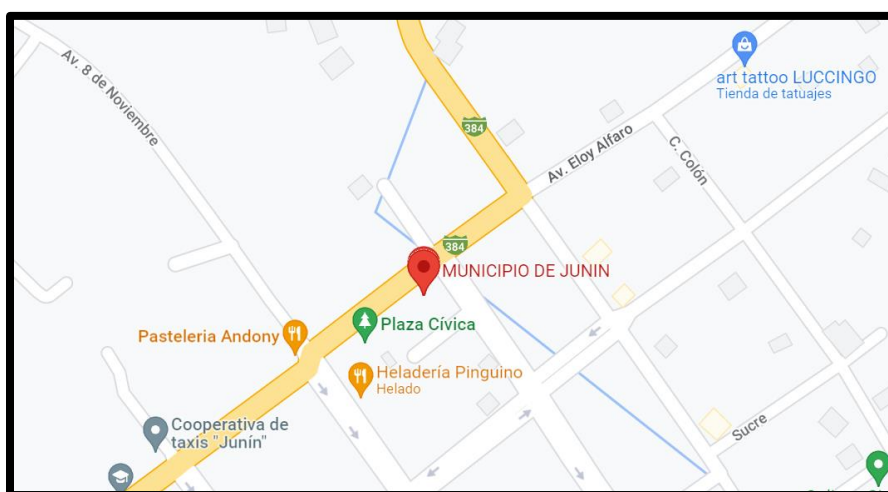 Av. 8 de Noviembre
384
Av. Eloy Alfaro
art tattoo LUCCINGO
Tienda de tatuajes
C. Colón
384
MUNICIPIO DE JUNIN
Pasteleria Andony
Plaza Cívica
Heladería Pinguino
Helado
Cooperativa de
taxis "Junín"
Sucre